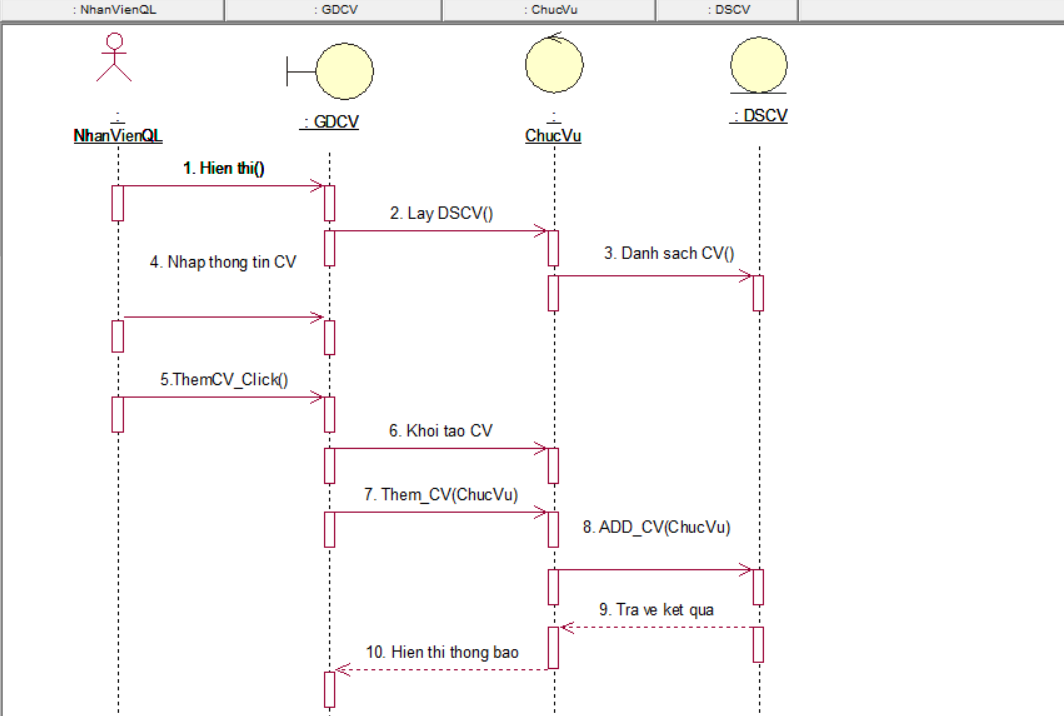 : NhanVienQL
: GDCV
: ChucVu
: DSCV
:
NhanVienQL
: GDCV
:
ChucVu
: DSCV
1. Hien thi()
2. Lay DSCV()
3. Danh sach CV()
4. Nhap thong tin CV
5.ThemCV_Click()
6. Khoi tao CV
7. Them_CV(ChucVu)
8. ADD_CV(ChucVu)
9. Tra ve ket qua
10. Hien thi thong bao